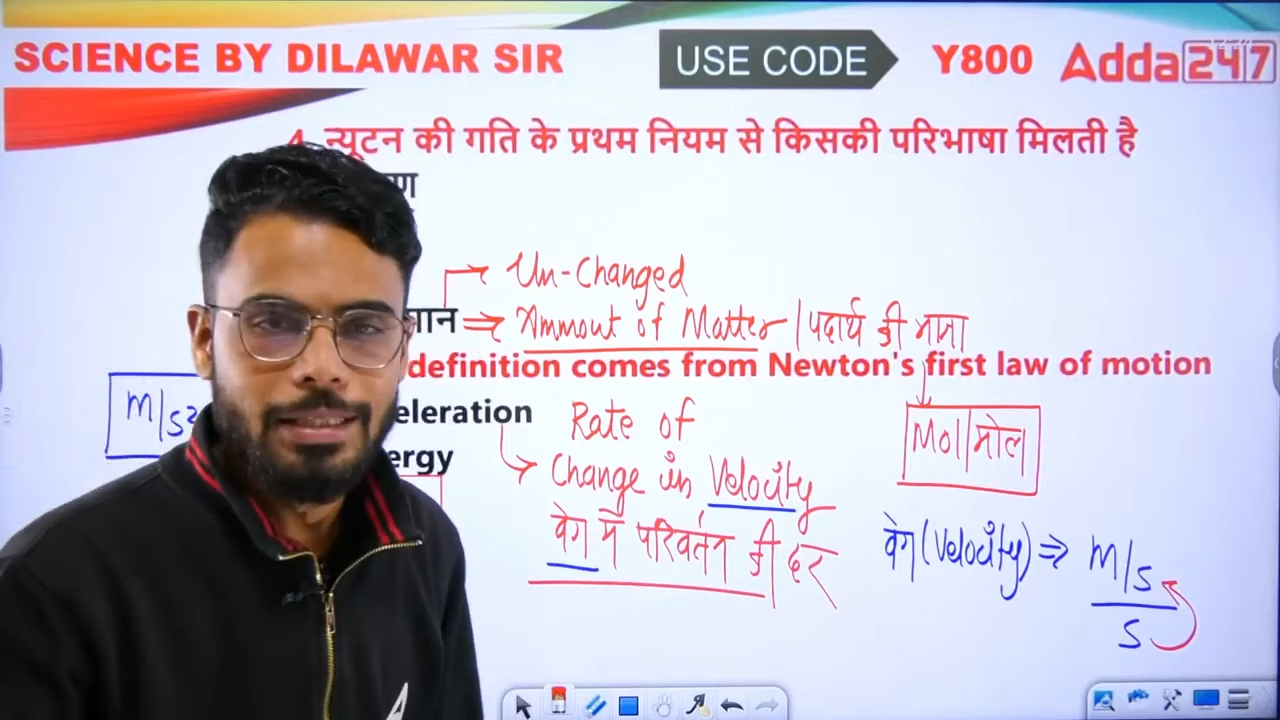 SCIENCE BY DILAWAR SIR
USE CODE
Y800
Adda247
4. न्यूटन की गति के प्रथम नियम से किसकी परिभाषा मिलती है
ण
Un-Changed
मान ⇒ Ammout of Matter | पदार्थ की मात्रा
definition comes from Newton's first law of motion
M/s²
eleration
Rate of
Mol|मोल
ergy
Change in Velocity
वेग में परिवर्तन की दर
वेग (Velocity) ⇒ M/s
s